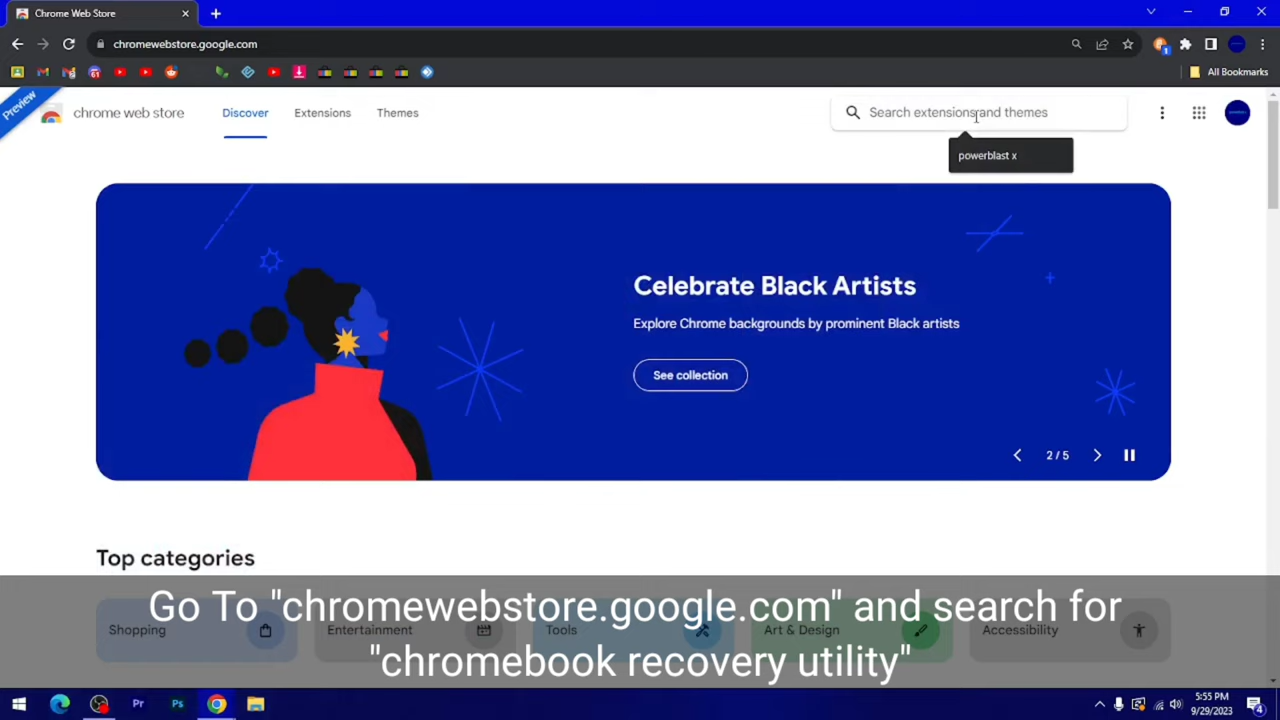 Chrome Web Store
chromewebstore.google.com
All Bookmarks
Preview
chrome web store
Discover
Extensions
Themes
Search extensions and themes
powerblast x
Celebrate Black Artists
Explore Chrome backgrounds by prominent Black artists
See collection
2 / 5
Top categories
Go To "chromewebstore.google.com" and search for
"chromebook recovery utility"
Shopping
Entertainment
Tools
Art & Design
Accessibility
Pr
Ps
5:55 PM
9/29/2023
4